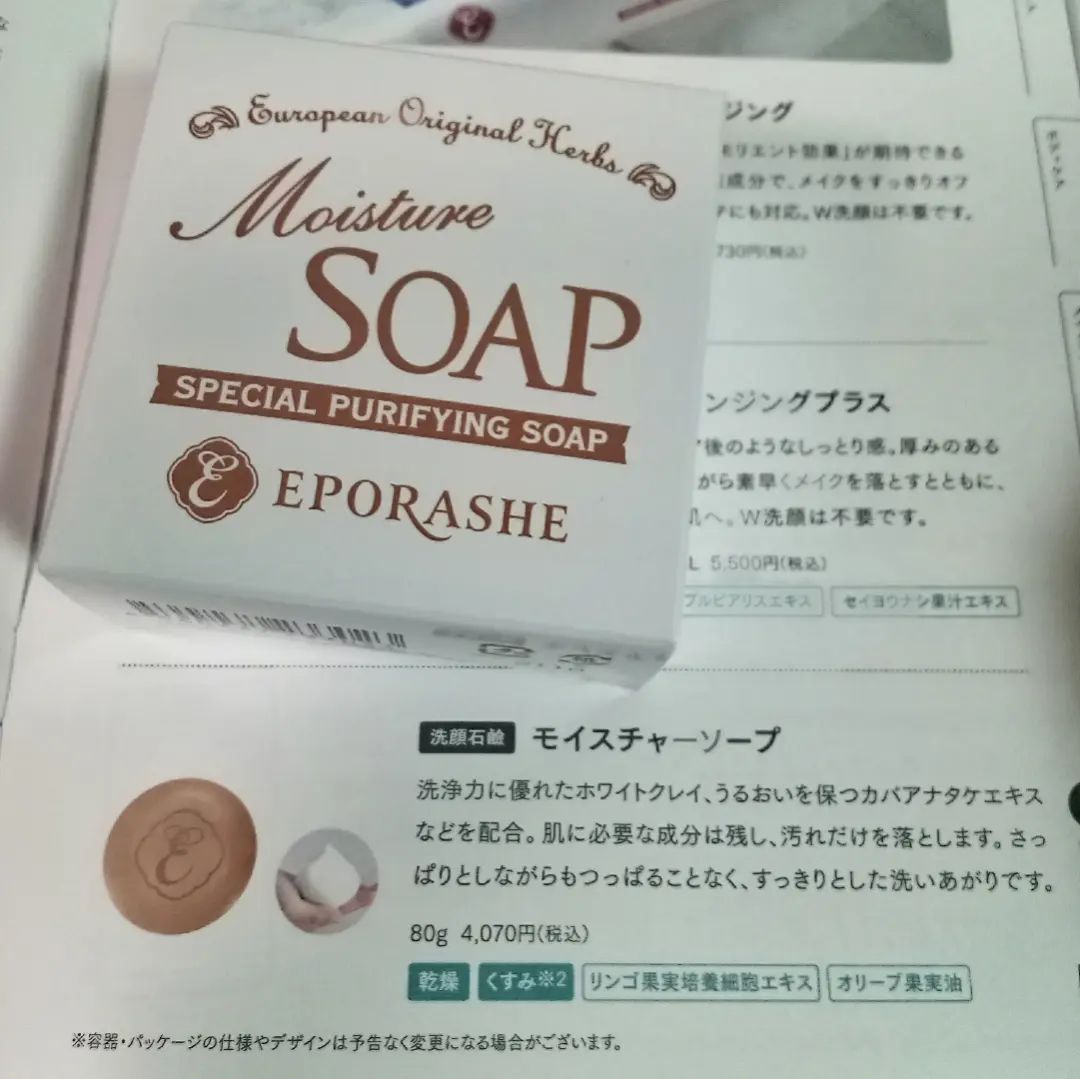 European Original Herbs
Moisture
SOAP
SPECIAL PURIFYING SOAP
E EPORASHE
ジング
モリエント効果」が期待できる
成分で、メイクをすっきりオフ
にも対応。W洗顔は不要です。
730円(税込)
ンジングプラス
後のようなしっとり感。厚みのある
がら素早くメイクを落とすとともに、
肌へ。W洗顔は不要です。
L 5,500円(税込)
ブルピアリスエキス
セイヨウナシ果汁エキス
洗顔石鹸 モイスチャーソープ
洗浄力に優れたホワイトクレイ、うるおいを保つカバアナタケエキス
などを配合。肌に必要な成分は残し、汚れだけを落とします。さっ
ぱりとしながらもつっぱることなく、すっきりとした洗いあがりです。
80g 4,070円(税込)
乾燥 くすみ※2 リンゴ果実培養細胞エキス オリーブ果実油
※容器・パッケージの仕様やデザインは予告なく変更になる場合がございます。